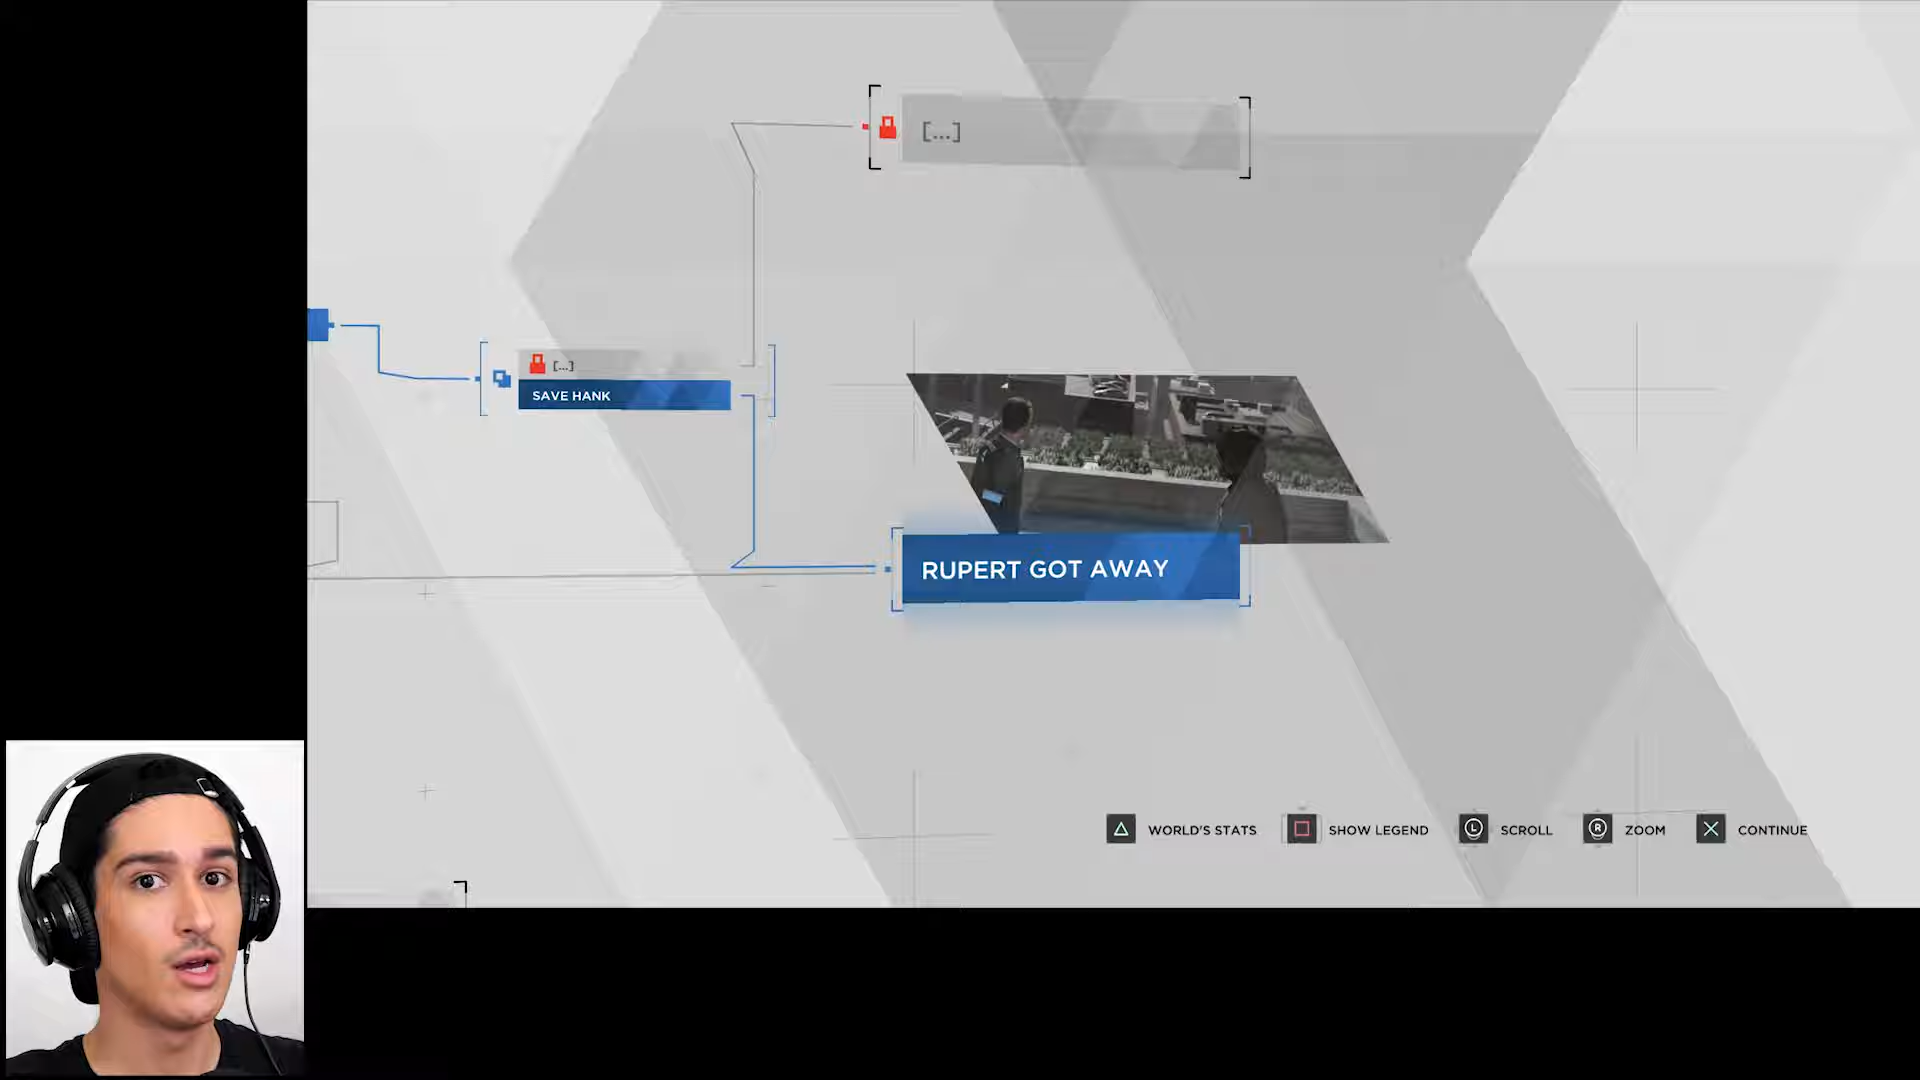 [...]
[...]
SAVE HANK
RUPERT GOT AWAY
WORLD'S STATS
SHOW LEGEND
L SCROLL
R ZOOM
CONTINUE